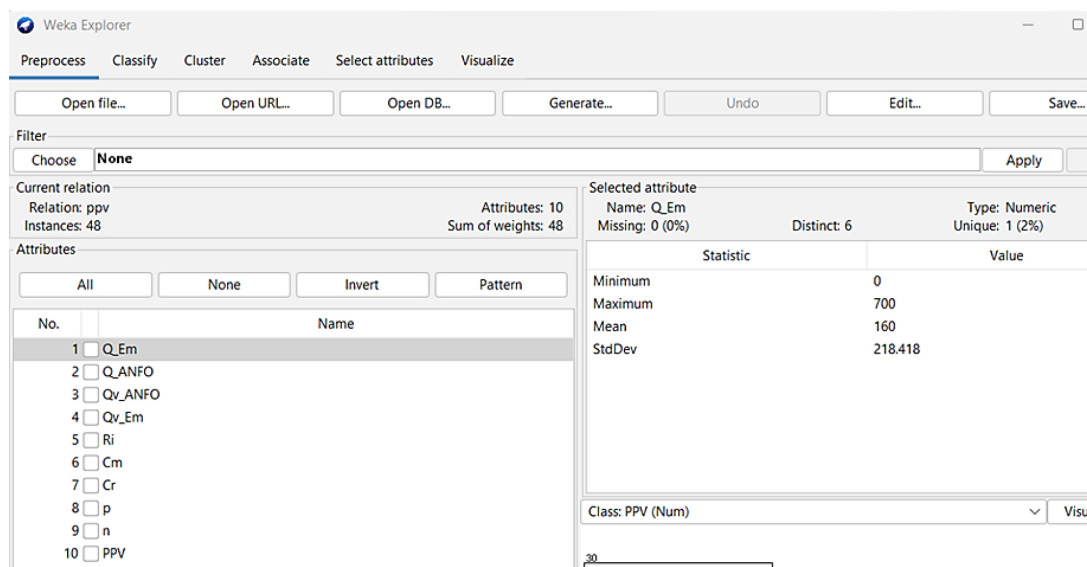 Weka Explorer
Preprocess Classify Cluster Associate Select attributes Visualize
Open file... Open URL... Open DB... Generate... Undo Edit... Save...
Filter
Choose None Apply
Current relation
Relation: ppv Attributes: 10
Instances: 48 Sum of weights: 48
Attributes
All None Invert Pattern
No. Name
1 Q_Em
2 Q_ANFO
3 Qv_ANFO
4 Qv_Em
5 Ri
6 Cm
7 Cr
8 p
9 n
10 PPV
Selected attribute
Name: Q_Em Type: Numeric
Missing: 0 (0%) Distinct: 6 Unique: 1 (2%)
Statistic Value
Minimum 0
Maximum 700
Mean 160
StdDev 218.418
Class: PPV (Num) Visu
30